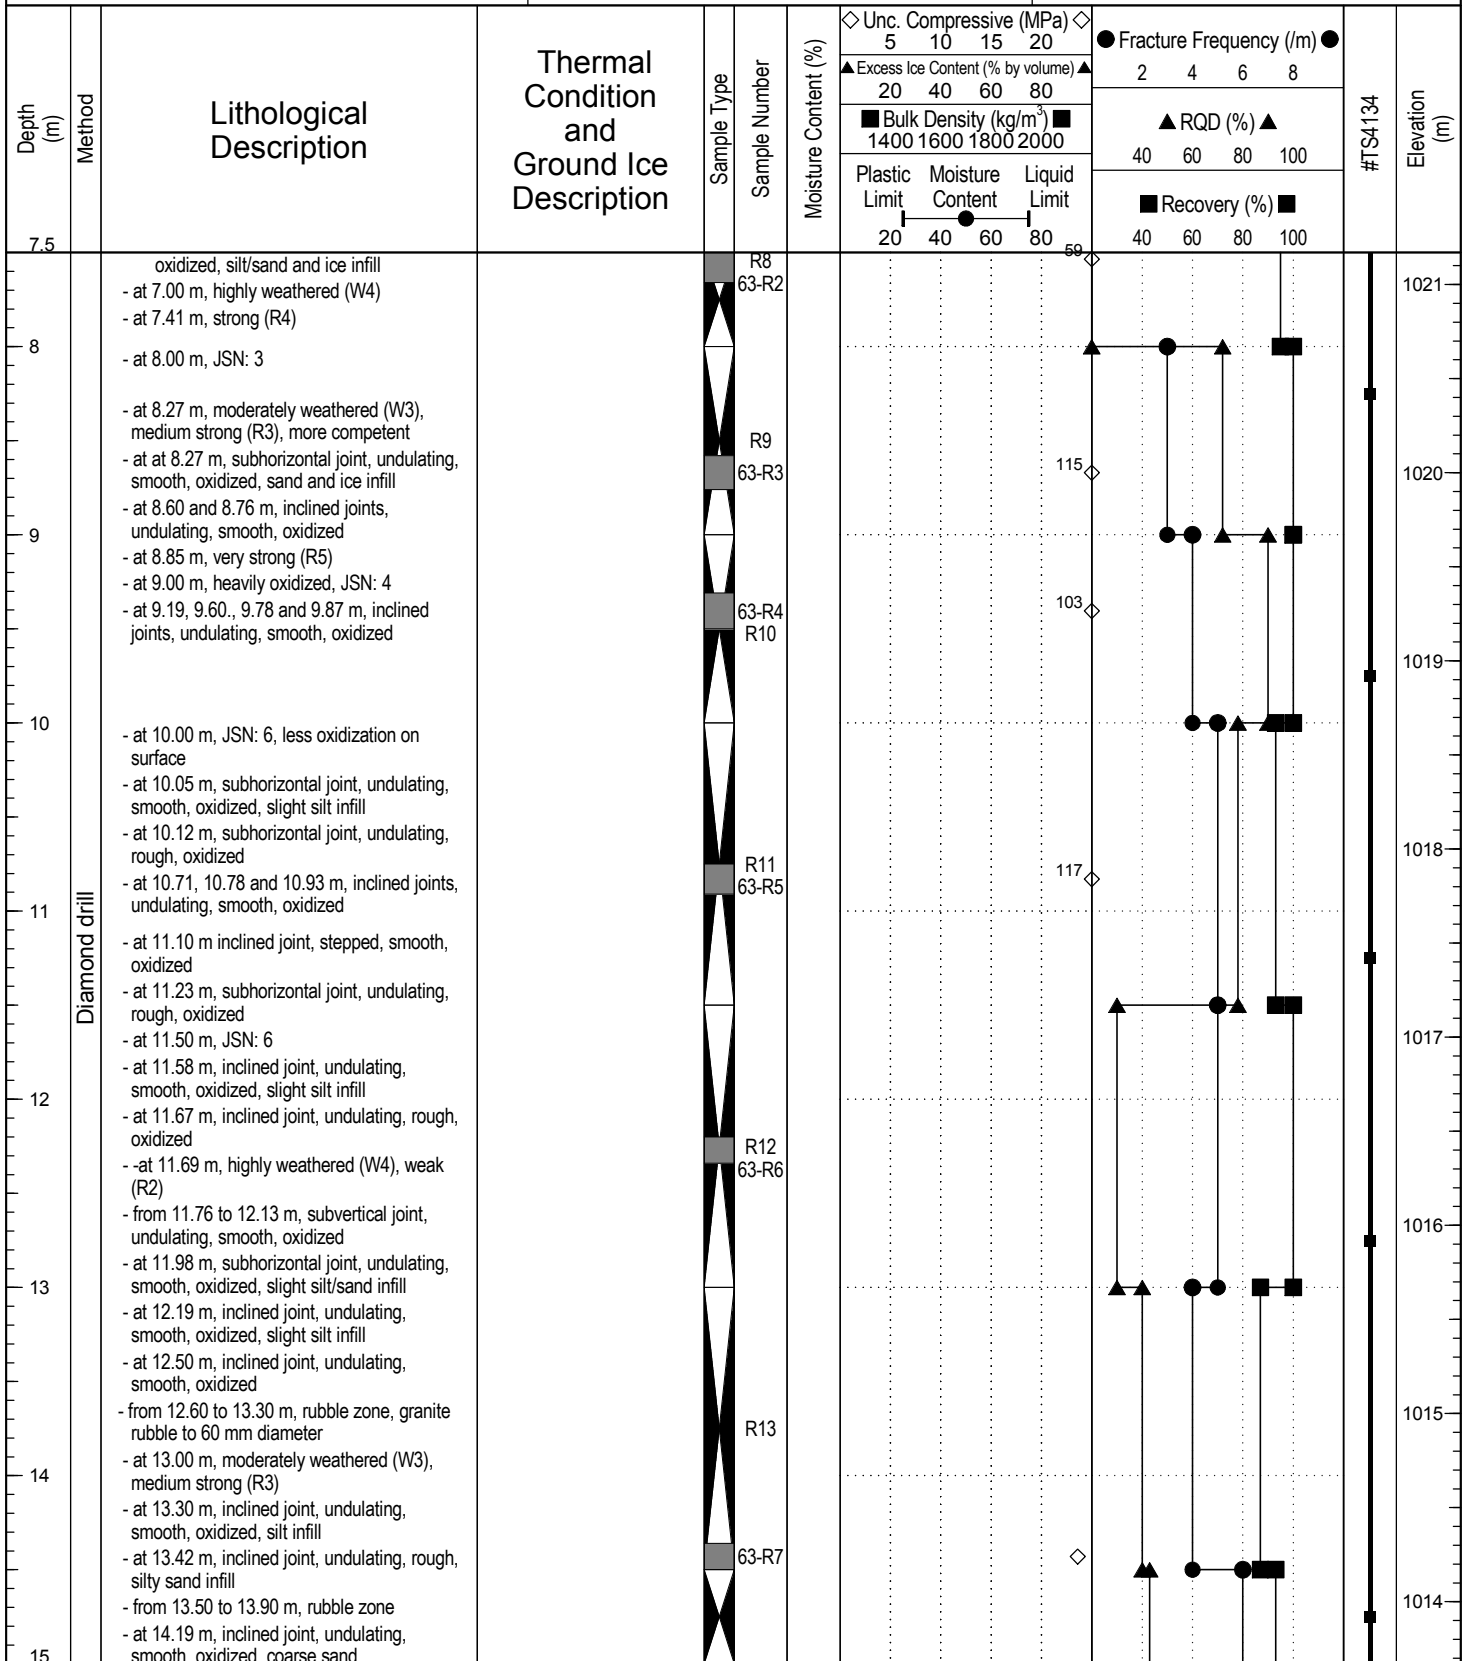 Depth
(m)
Method
Lithological
Description
Thermal
Condition
and
Ground Ice
Description
Sample Type
Sample Number
Moisture Content (%)
Unc. Compressive (MPa)
5 10 15 20
Excess Ice Content (% by volume)
20 40 60 80
Bulk Density (kg/m3)
1400 1600 1800 2000
Plastic Moisture Liquid
Limit Content Limit
20 40 60 80
Fracture Frequency (/m)
2 4 6 8
RQD (%)
40 60 80 100
Recovery (%)
40 60 80 100
#TS4134
Elevation
(m)
7.5
8
9
10
11
12
13
14
15
Diamond drill
oxidized, silt/sand and ice infill
- at 7.00 m, highly weathered (W4)
- at 7.41 m, strong (R4)
- at 8.00 m, JSN: 3
- at 8.27 m, moderately weathered (W3),
medium strong (R3), more competent
- at at 8.27 m, subhorizontal joint, undulating,
smooth, oxidized, sand and ice infill
- at 8.60 and 8.76 m, inclined joints,
undulating, smooth, oxidized
- at 8.85 m, very strong (R5)
- at 9.00 m, heavily oxidized, JSN: 4
- at 9.19, 9.60., 9.78 and 9.87 m, inclined
joints, undulating, smooth, oxidized
- at 10.00 m, JSN: 6, less oxidization on
surface
- at 10.05 m, subhorizontal joint, undulating,
smooth, oxidized, slight silt infill
- at 10.12 m, subhorizontal joint, undulating,
rough, oxidized
- at 10.71, 10.78 and 10.93 m, inclined joints,
undulating, smooth, oxidized
- at 11.10 m inclined joint, stepped, smooth,
oxidized
- at 11.23 m, subhorizontal joint, undulating,
rough, oxidized
- at 11.50 m, JSN: 6
- at 11.58 m, inclined joint, undulating,
smooth, oxidized, slight silt infill
- at 11.67 m, inclined joint, undulating, rough,
oxidized
- -at 11.69 m, highly weathered (W4), weak
(R2)
- from 11.76 to 12.13 m, subvertical joint,
undulating, smooth, oxidized
- at 11.98 m, subhorizontal joint, undulating,
smooth, oxidized, slight silt/sand infill
- at 12.19 m, inclined joint, undulating,
smooth, oxidized, slight silt infill
- at 12.50 m, inclined joint, undulating,
smooth, oxidized
- from 12.60 to 13.30 m, rubble zone, granite
rubble to 60 mm diameter
- at 13.00 m, moderately weathered (W3),
medium strong (R3)
- at 13.30 m, inclined joint, undulating,
smooth, oxidized, silt infill
- at 13.42 m, inclined joint, undulating, rough,
silty sand infill
- from 13.50 to 13.90 m, rubble zone
- at 14.19 m, inclined joint, undulating,
smooth, oxidized, coarse sand
R8
63-R2
R9
63-R3
63-R4
R10
R11
63-R5
R12
63-R6
R13
63-R7
59
115
103
117
1021
1020
1019
1018
1017
1016
1015
1014